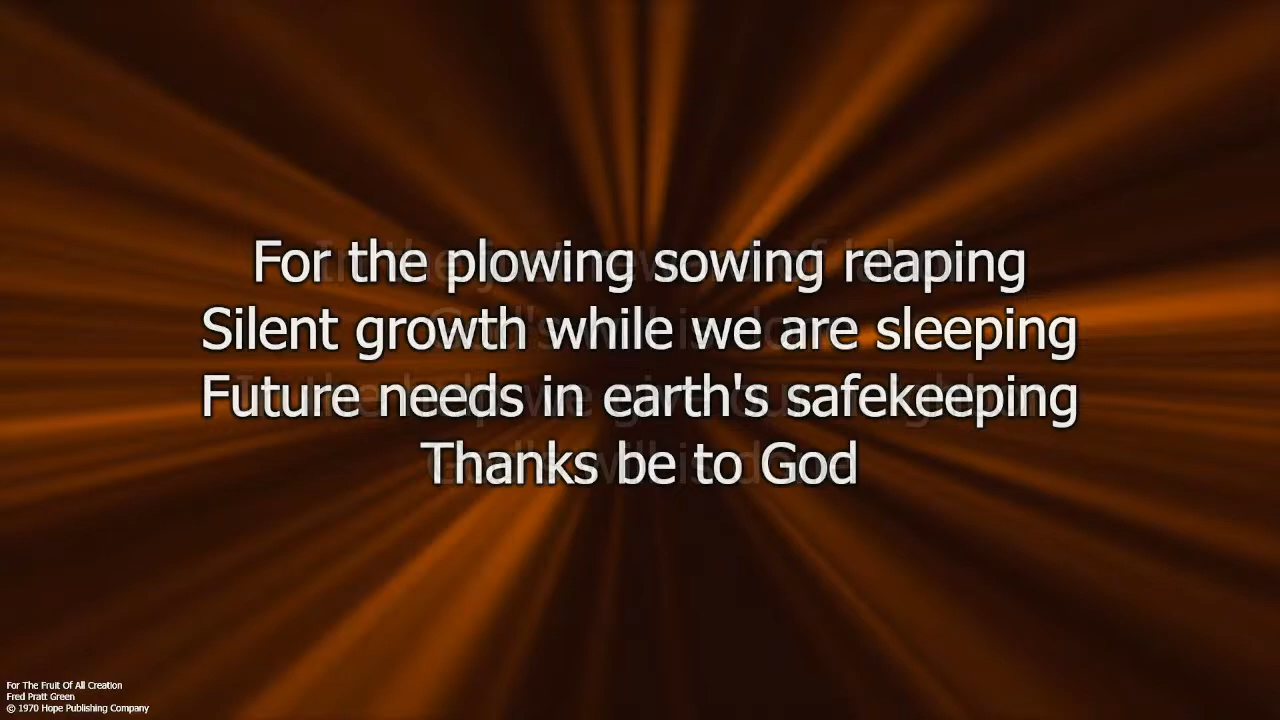 For the plowing sowing reaping
Silent growth while we are sleeping
Future needs in earth's safekeeping
Thanks be to God
For The Fruit Of All Creation
Fred Pratt Green
© 1970 Hope Publishing Company